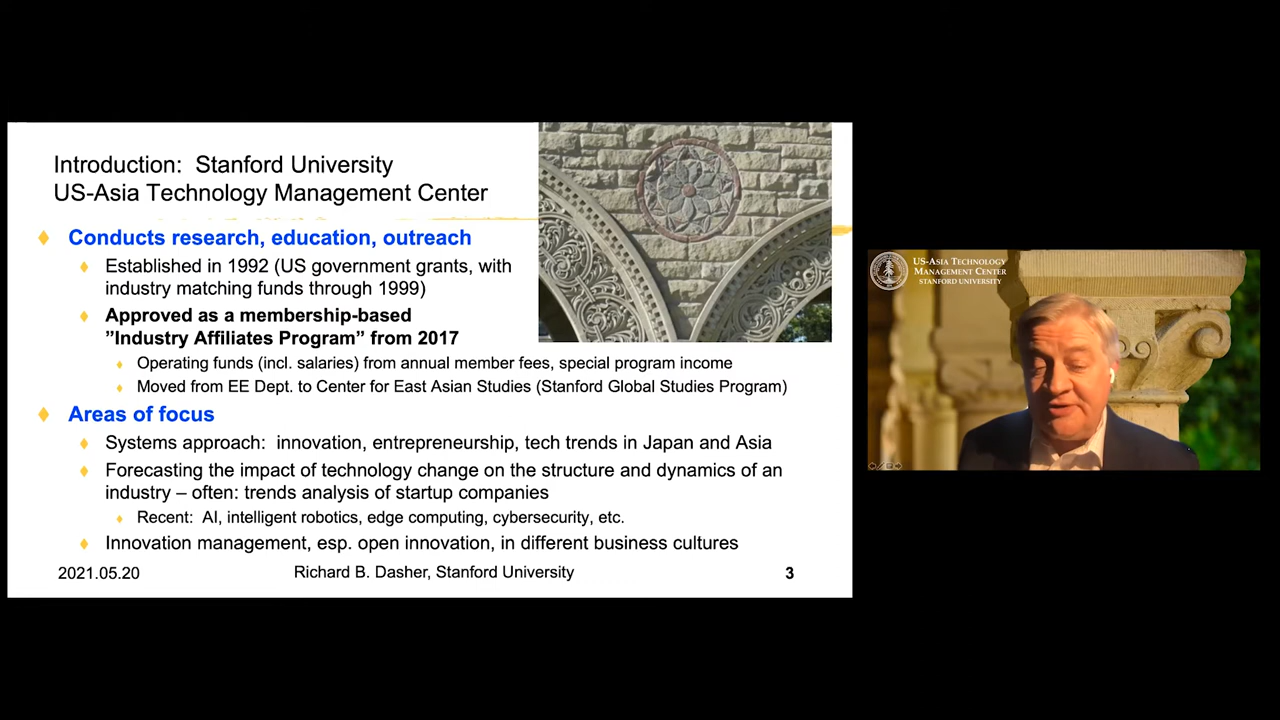 Introduction:  Stanford University
US-Asia Technology Management Center
Conducts research, education, outreach
Established in 1992 (US government grants, with
industry matching funds through 1999)
Approved as a membership-based
”Industry Affiliates Program” from 2017
Operating funds (incl. salaries) from annual member fees, special program income
Moved from EE Dept. to Center for East Asian Studies (Stanford Global Studies Program)
Areas of focus
Systems approach:  innovation, entrepreneurship, tech trends in Japan and Asia
Forecasting the impact of technology change on the structure and dynamics of an
industry – often: trends analysis of startup companies
Recent:  AI, intelligent robotics, edge computing, cybersecurity, etc.
Innovation management, esp. open innovation, in different business cultures
2021.05.20
Richard B. Dasher, Stanford University
3
US-ASIA TECHNOLOGY
MANAGEMENT CENTER
STANFORD UNIVERSITY